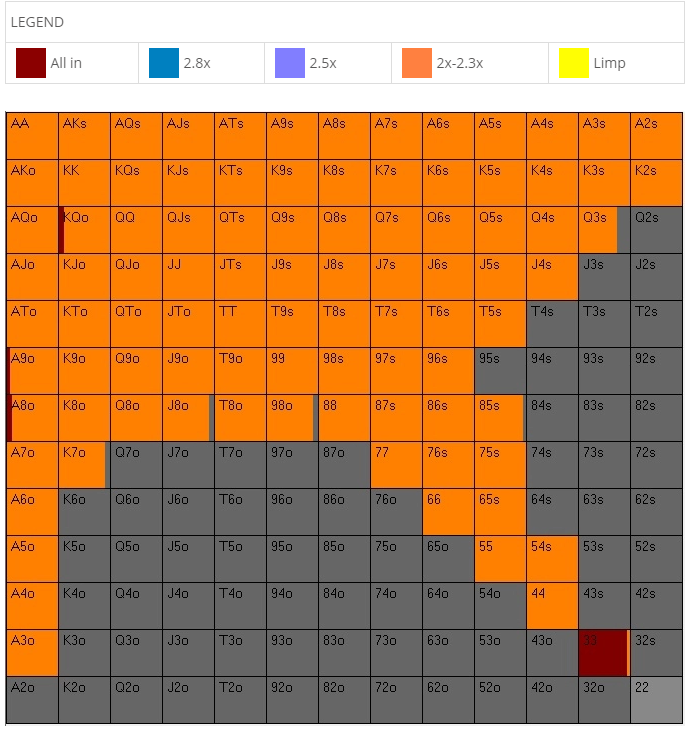 LEGEND
All in 2.8x 2.5x 2x-2.3x Limp
AA AKs AQs AJs ATs A9s A8s A7s A6s A5s A4s A3s A2s
AKo KK KQs KJs KTs K9s K8s K7s K6s K5s K4s K3s K2s
AQo KQo QQ QJs QTs Q9s Q8s Q7s Q6s Q5s Q4s Q3s Q2s
AJo KJo QJo JJ JTs J9s J8s J7s J6s J5s J4s J3s J2s
ATo KTo QTo JTo TT T9s T8s T7s T6s T5s T4s T3s T2s
A9o K9o Q9o J9o T9o 99 98s 97s 96s 95s 94s 93s 92s
A8o K8o Q8o J8o T8o 98o 88 87s 86s 85s 84s 83s 82s
A7o K7o Q7o J7o T7o 97o 87o 77 76s 75s 74s 73s 72s
A6o K6o Q6o J6o T6o 96o 86o 76o 66 65s 64s 63s 62s
A5o K5o Q5o J5o T5o 95o 85o 75o 65o 55 54s 53s 52s
A4o K4o Q4o J4o T4o 94o 84o 74o 64o 54o 44 43s 42s
A3o K3o Q3o J3o T3o 93o 83o 73o 63o 53o 43o 33 32s
A2o K2o Q2o J2o T2o 92o 82o 72o 62o 52o 42o 32o 22